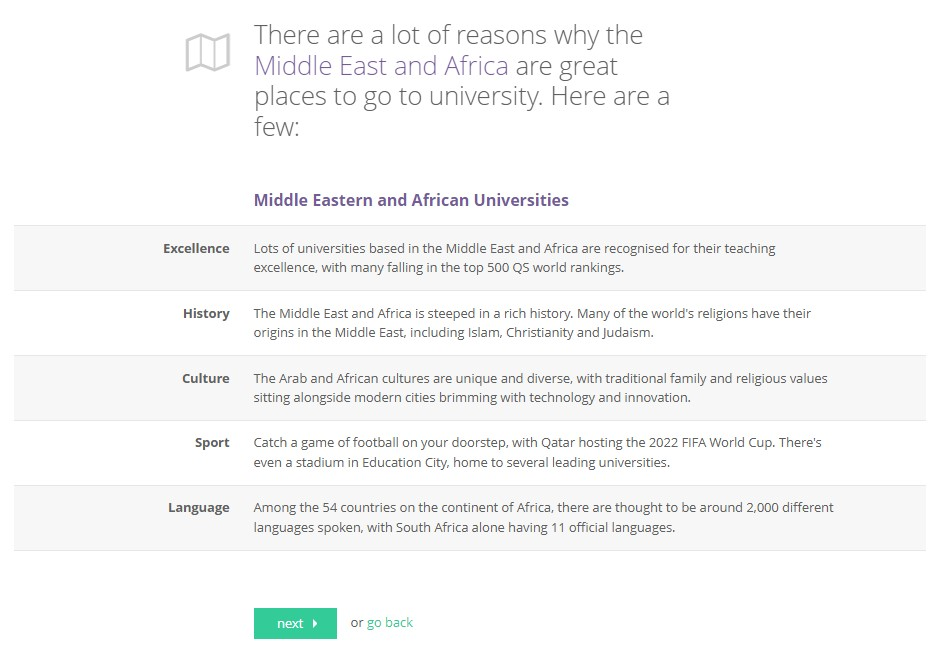 There are a lot of reasons why the
Middle East and Africa are great
places to go to university. Here are a
few:
Middle Eastern and African Universities
Excellence
Lots of universities based in the Middle East and Africa are recognised for their teaching
excellence, with many falling in the top 500 QS world rankings.
History
The Middle East and Africa is steeped in a rich history. Many of the world's religions have their
origins in the Middle East, including Islam, Christianity and Judaism.
Culture
The Arab and African cultures are unique and diverse, with traditional family and religious values
sitting alongside modern cities brimming with technology and innovation.
Sport
Catch a game of football on your doorstep, with Qatar hosting the 2022 FIFA World Cup. There's
even a stadium in Education City, home to several leading universities.
Language
Among the 54 countries on the continent of Africa, there are thought to be around 2,000 different
languages spoken, with South Africa alone having 11 official languages.
next or go back